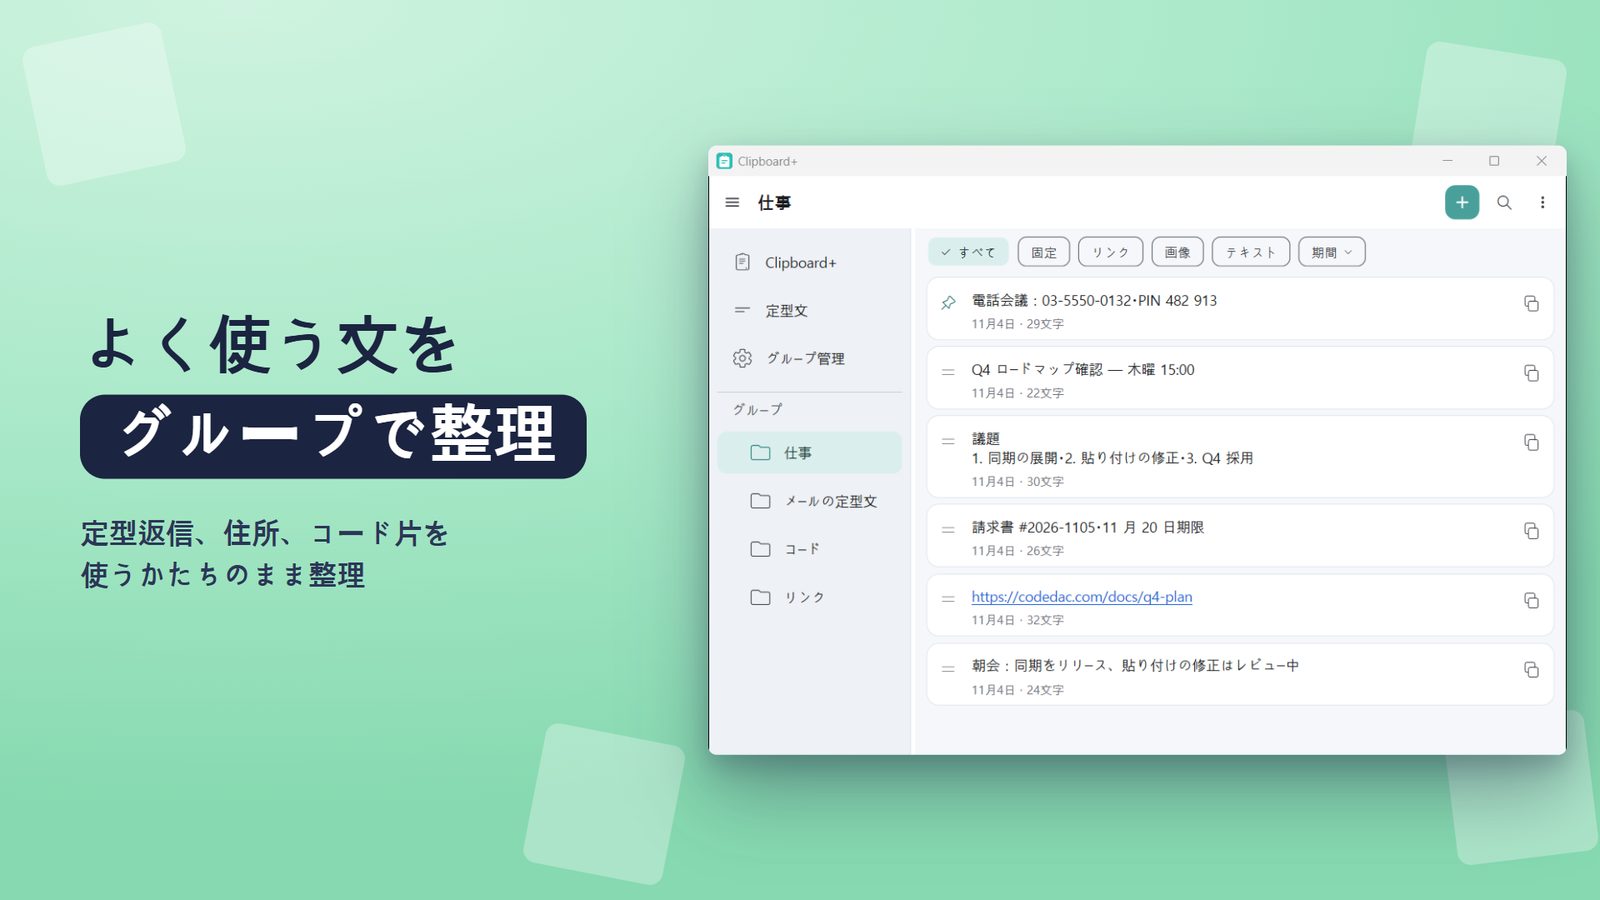 よく使う文を
グループで整理
定型返信、住所、コード片を
使うかたちのまま整理
Clipboard+
仕事
Clipboard+
定型文
グループ管理
グループ
仕事
メールの定型文
コード
リンク
すべて
固定
リンク
画像
テキスト
期間
電話会議：03-5550-0132・PIN 482 913
11月4日 · 29文字
Q4 ロードマップ確認 — 木曜 15:00
11月4日 · 22文字
議題
1. 同期の展開・2. 貼り付けの修正・3. Q4 採用
11月4日 · 30文字
請求書 #2026-1105・11 月 20 日期限
11月4日 · 26文字
https://codedac.com/docs/q4-plan
11月4日 · 32文字
朝会：同期をリリース、貼り付けの修正はレビュー中
11月4日 · 24文字